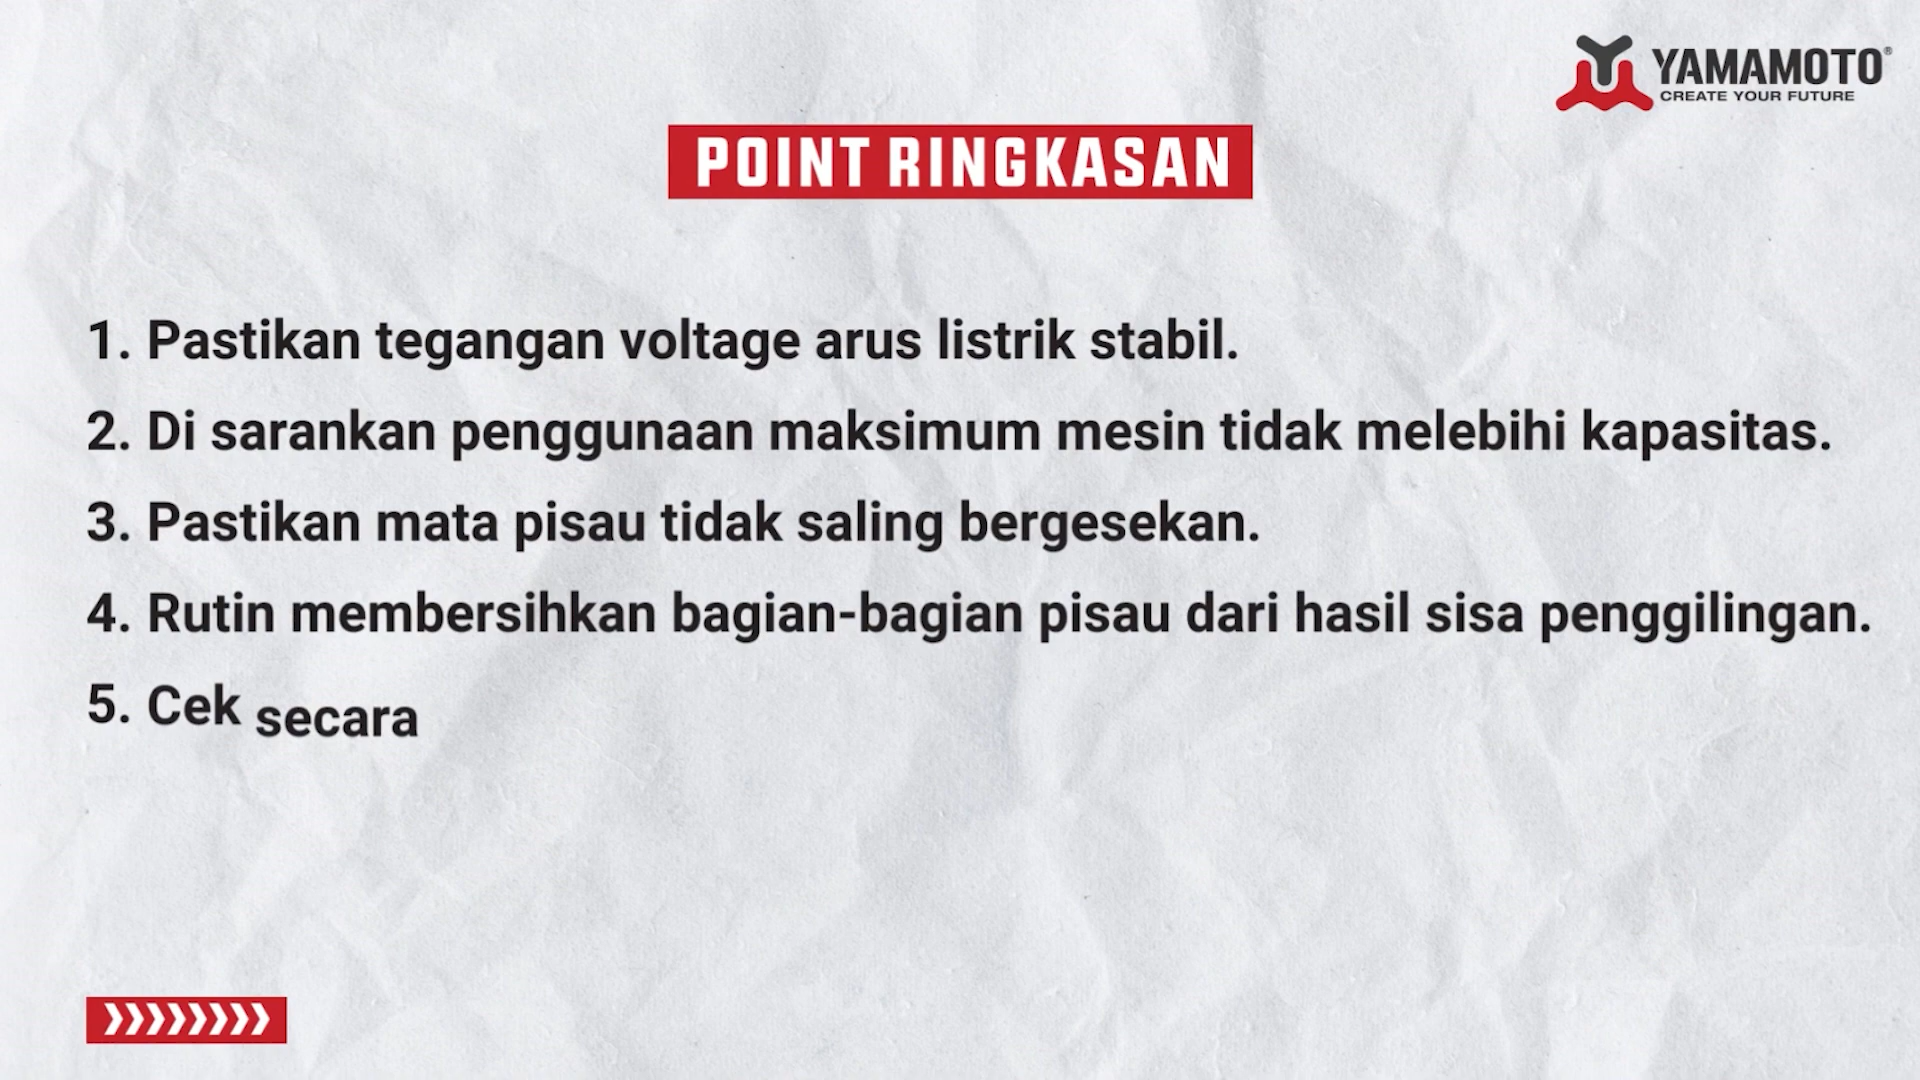 YAMAMOTO®
CREATE YOUR FUTURE
POINT RINGKASAN
1. Pastikan tegangan voltage arus listrik stabil.
2. Di sarankan penggunaan maksimum mesin tidak melebihi kapasitas.
3. Pastikan mata pisau tidak saling bergesekan.
4. Rutin membersihkan bagian-bagian pisau dari hasil sisa penggilingan.
5. Cek secara